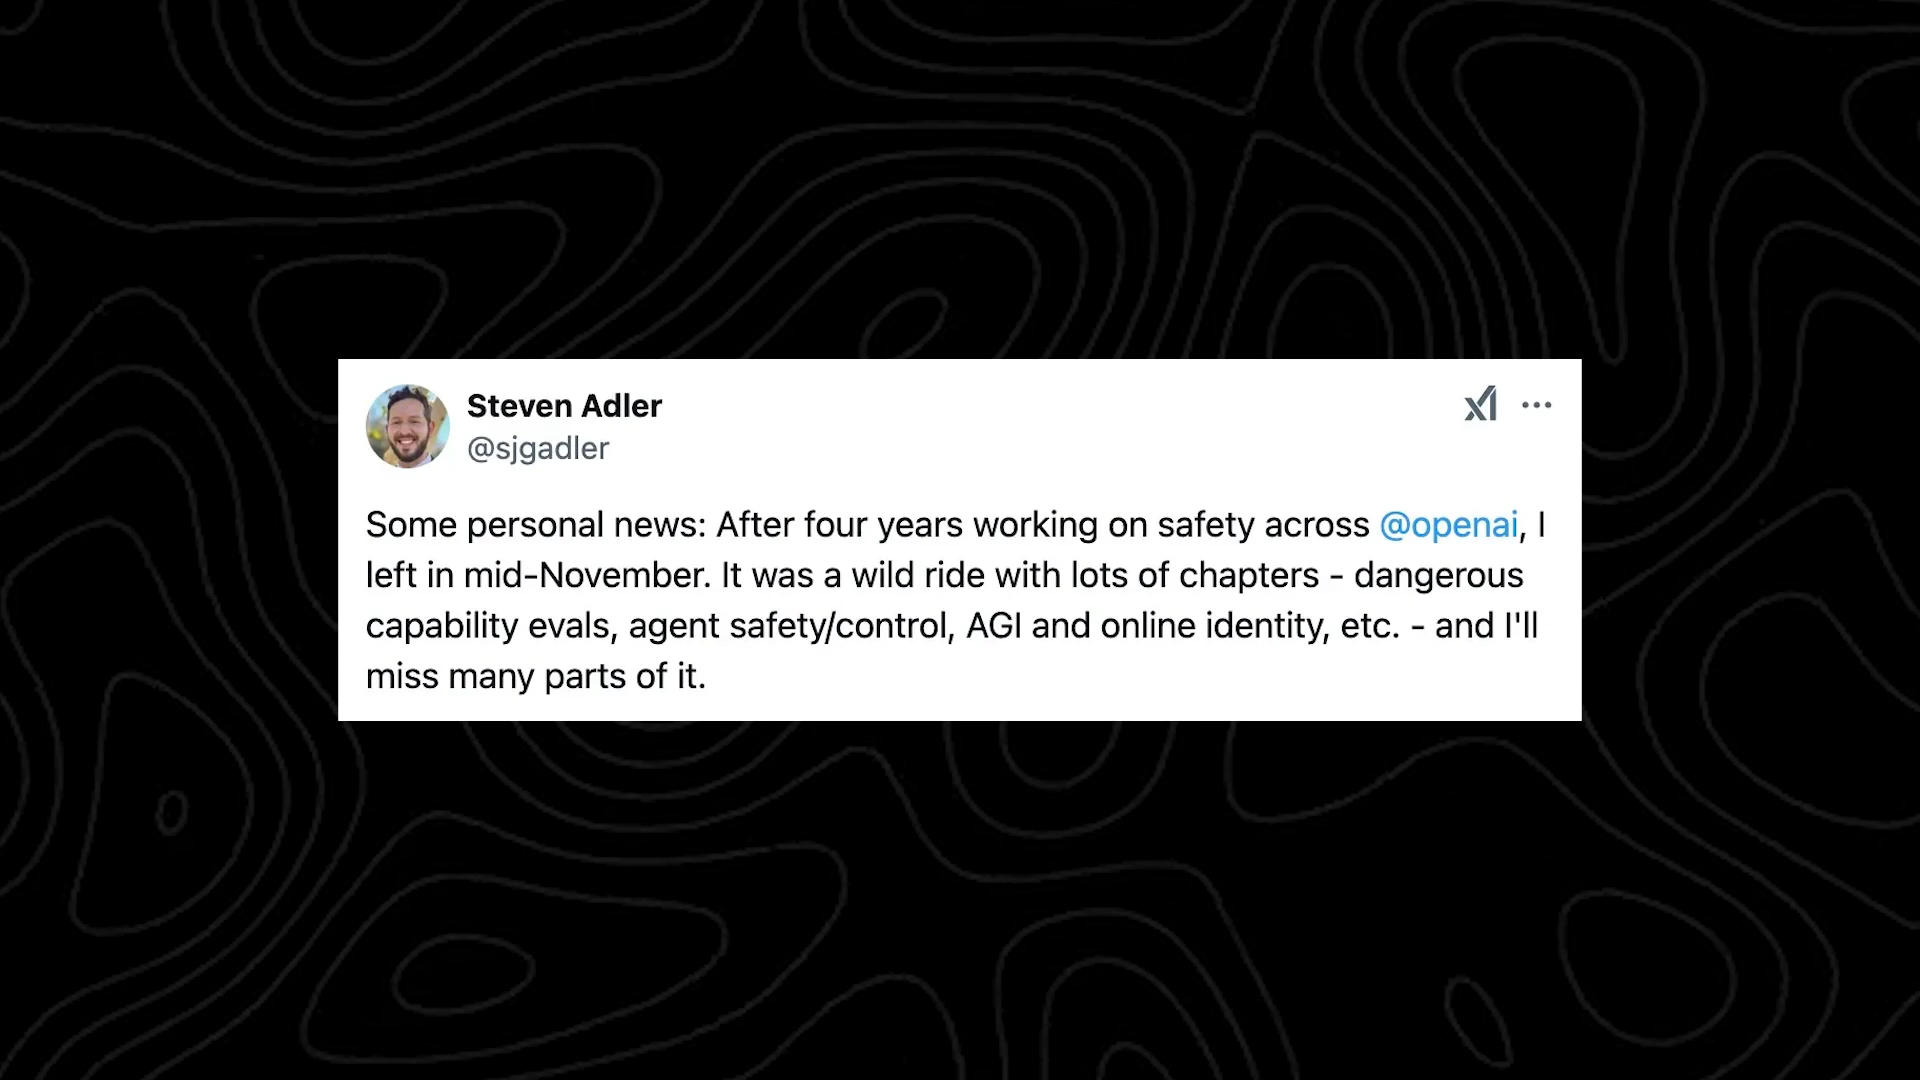 Steven Adler
@sjgadler
Some personal news: After four years working on safety across @openai, I
left in mid-November. It was a wild ride with lots of chapters - dangerous
capability evals, agent safety/control, AGI and online identity, etc. - and I'll
miss many parts of it.